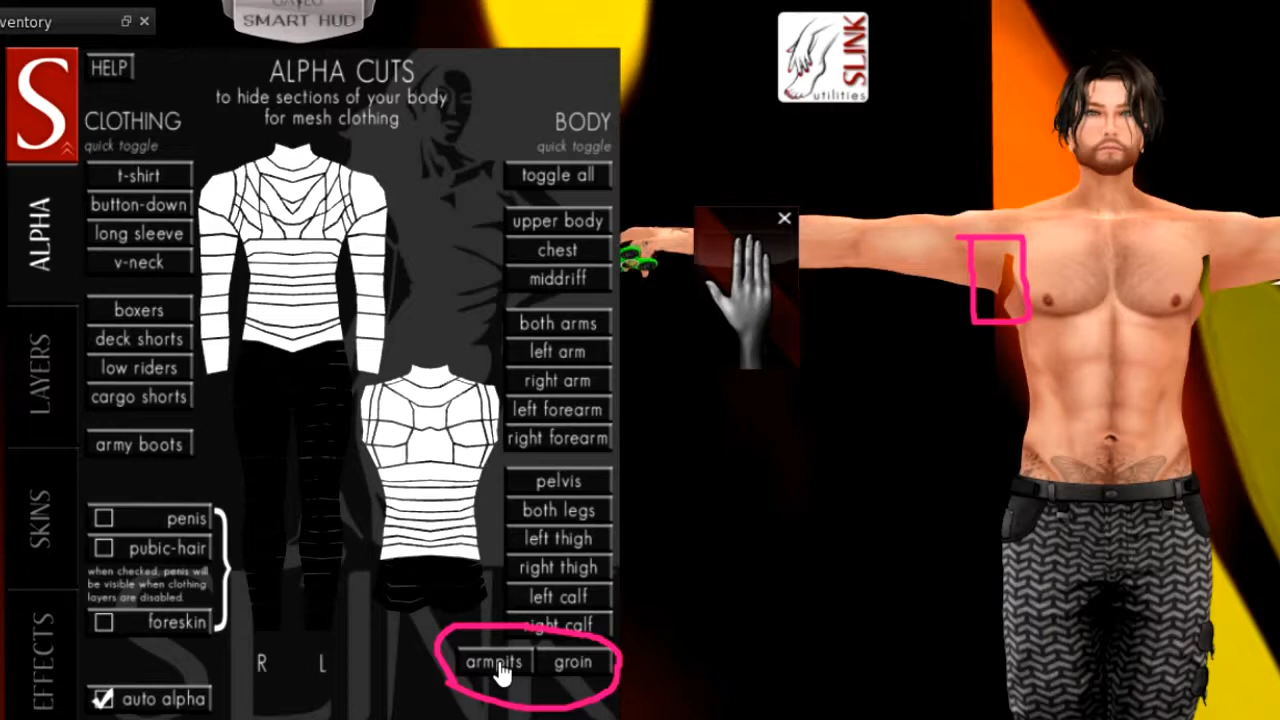 ventory
SMART HUD
HELP
ALPHA CUTS
to hide sections of your body
for mesh clothing
CLOTHING
quick toggle
BODY
quick toggle
S
ALPHA
LAYERS
SKINS
EFFECTS
t-shirt
button-down
long sleeve
v-neck
boxers
deck shorts
low riders
cargo shorts
army boots
penis
pubic-hair
when checked, penis will
be visible when clothing
layers are disabled.
foreskin
auto alpha
R L
toggle all
upper body
chest
middriff
both arms
left arm
right arm
left forearm
right forearm
pelvis
both legs
left thigh
right thigh
left calf
right calf
armpits
groin
SLINK
utilities